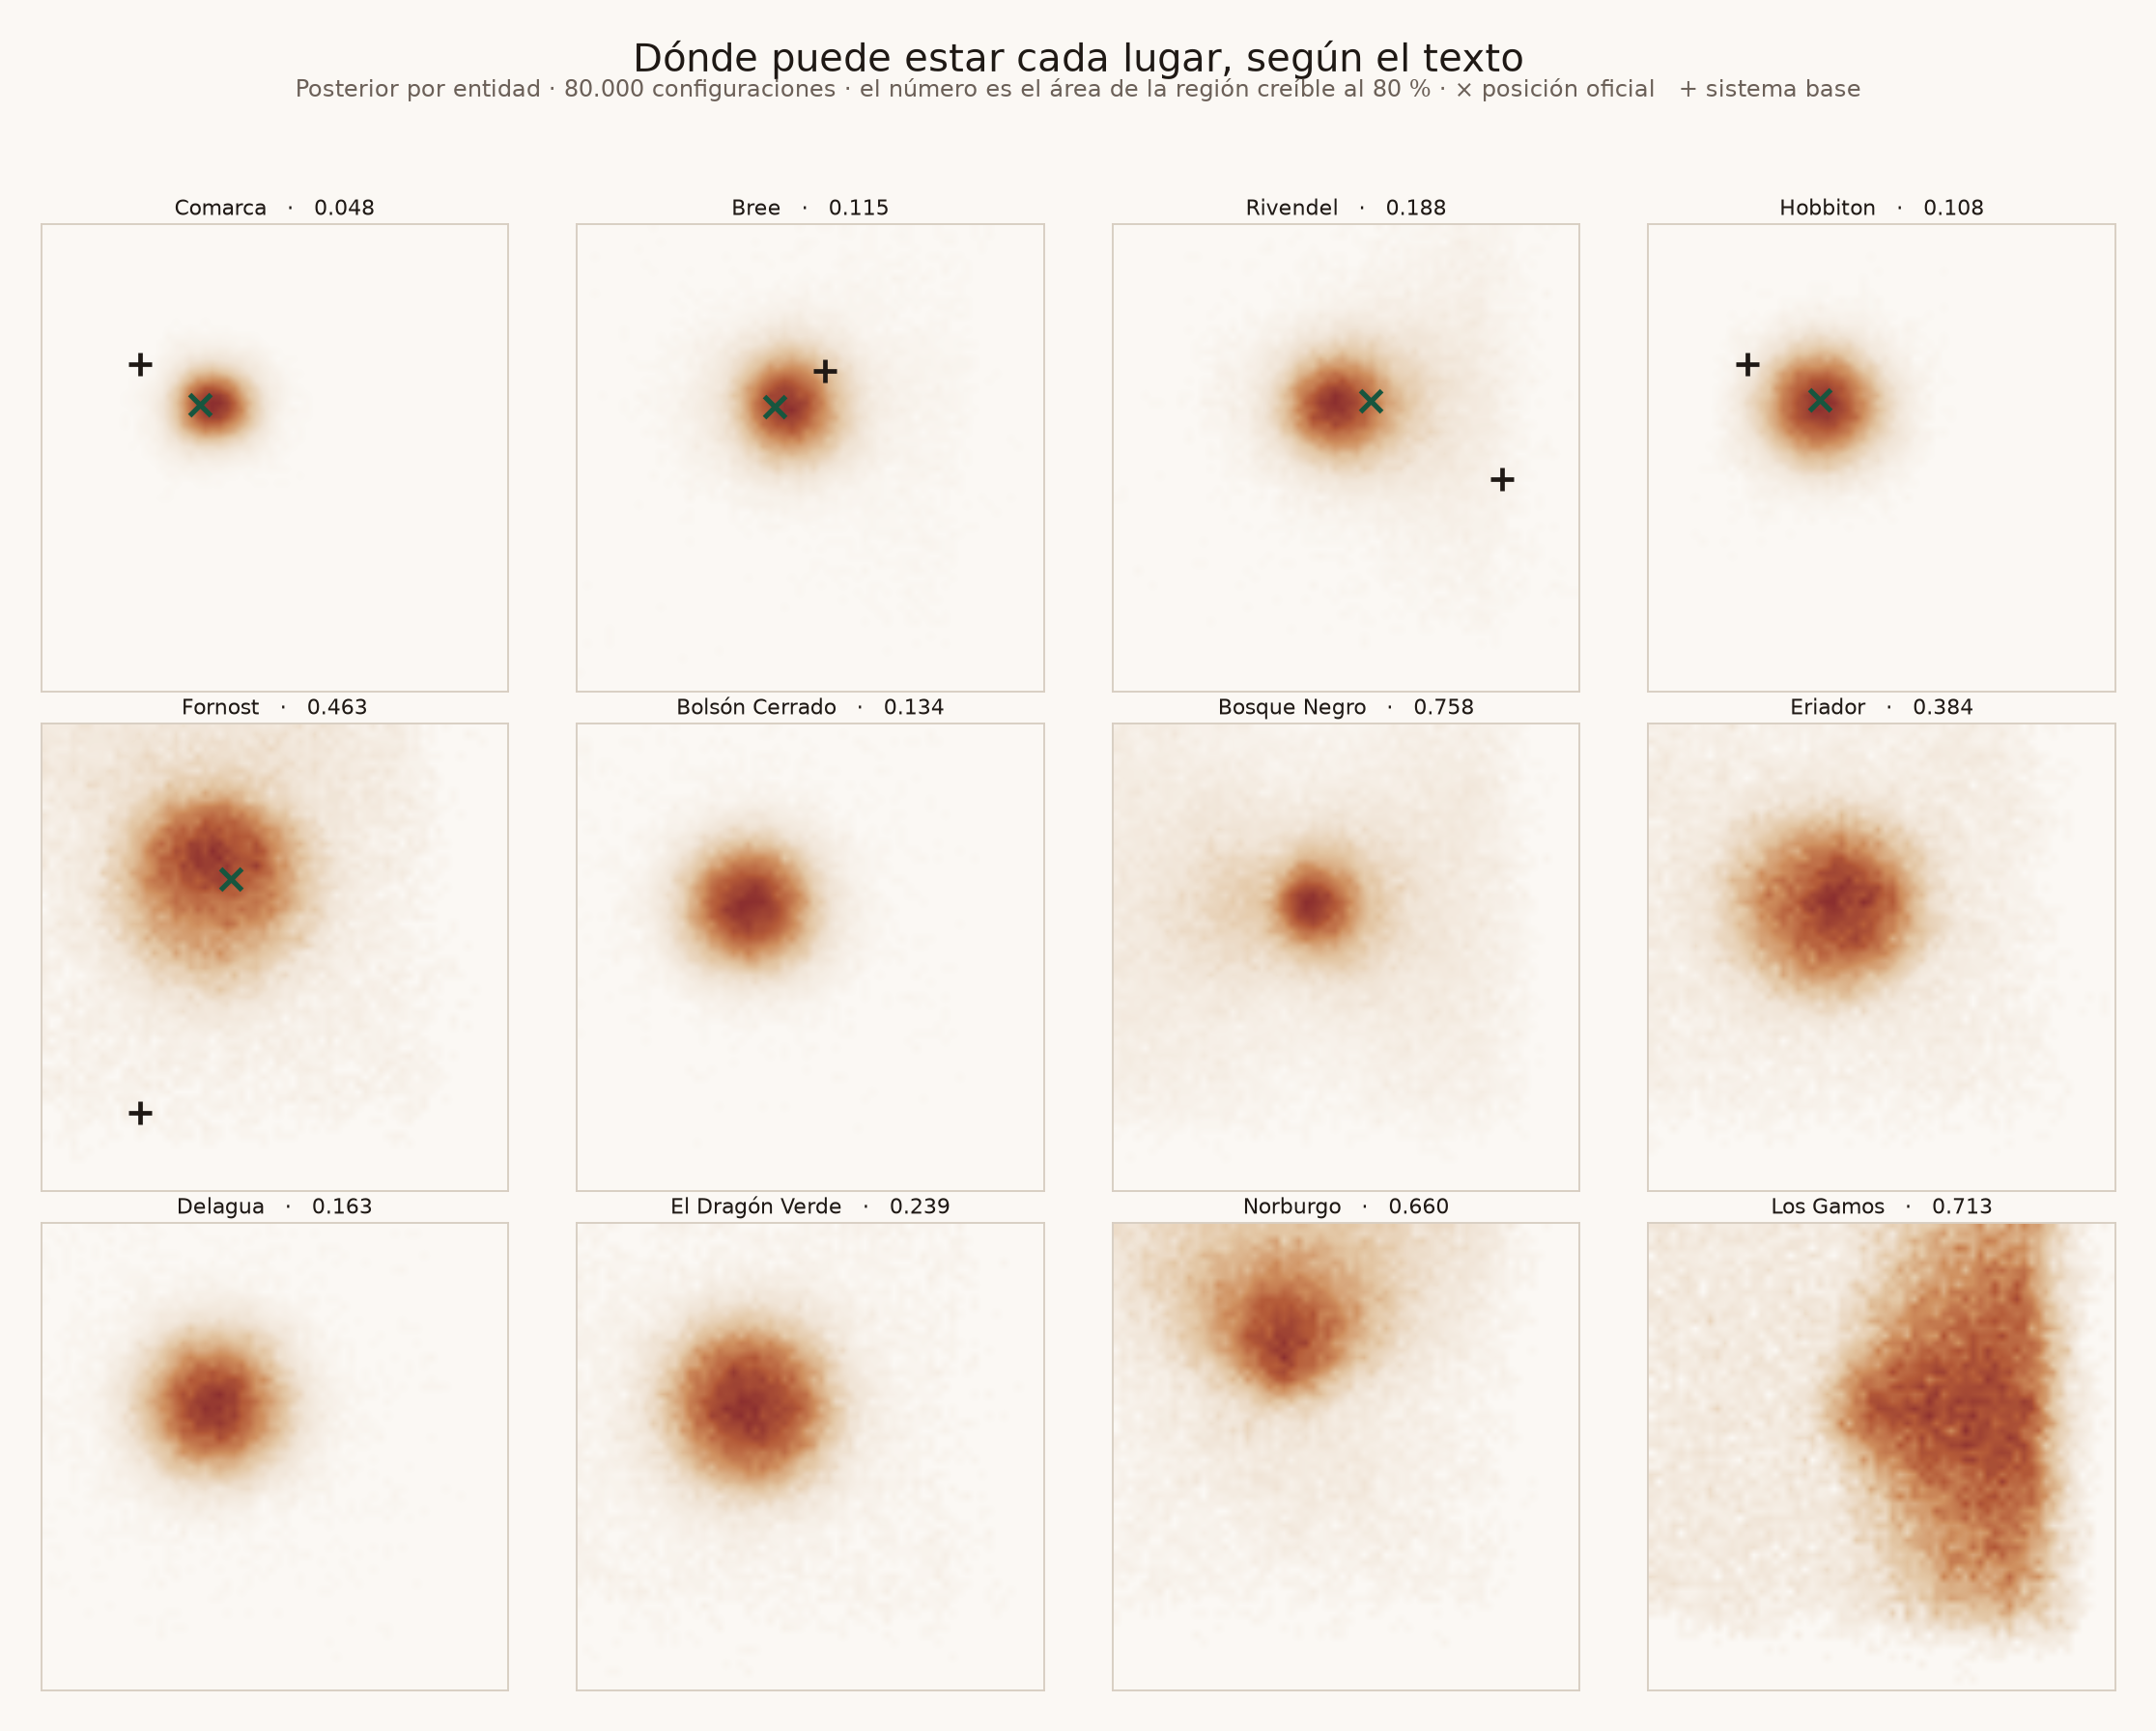 Dónde puede estar cada lugar, según el texto
Posterior por entidad · 80.000 configuraciones · el número es el área de la región creíble al 80 % · × posición oficial + sistema base
Comarca · 0.048
Bree · 0.115
Rivendel · 0.188
Hobbiton · 0.108
Fornost · 0.463
Bolsón Cerrado · 0.134
Bosque Negro · 0.758
Eriador · 0.384
Delagua · 0.163
El Dragón Verde · 0.239
Norburgo · 0.660
Los Gamos · 0.713